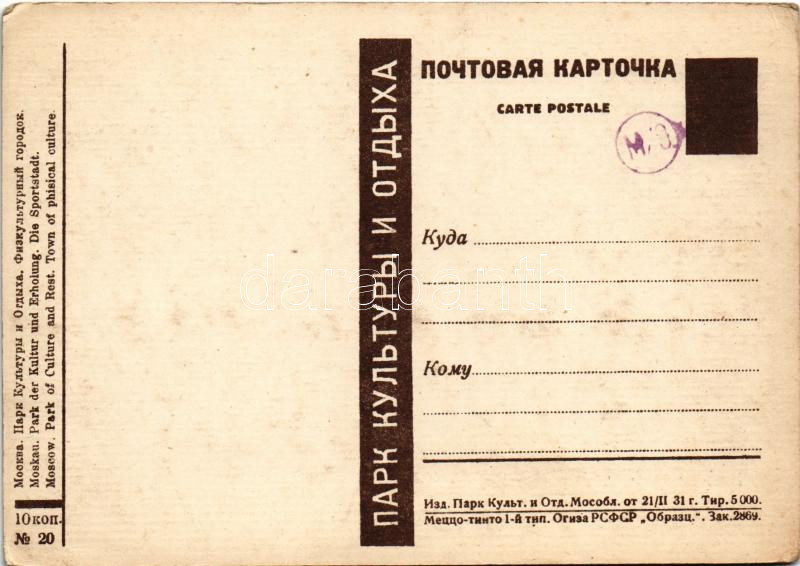 Москва. Парк Культуры и Отдыха. Физкультурный городок.
Moskau. Park der Kultur und Erholung. Die Sportstadt.
Moscow. Park of Culture and Rest. Town of phisical culture.
10 коп.
№ 20
ПАРК КУЛЬТУРЫ И ОТДЫХА
ПОЧТОВАЯ КАРТОЧКА
CARTE POSTALE
Куда
Кому
Изд. Парк Культ. и Отд. Мособл. от 21/II 31 г. Тир. 5 000.
Меццо-тинто 1-й тип. Огиза РСФСР „Образц.“. Зак. 2869.
darabanth